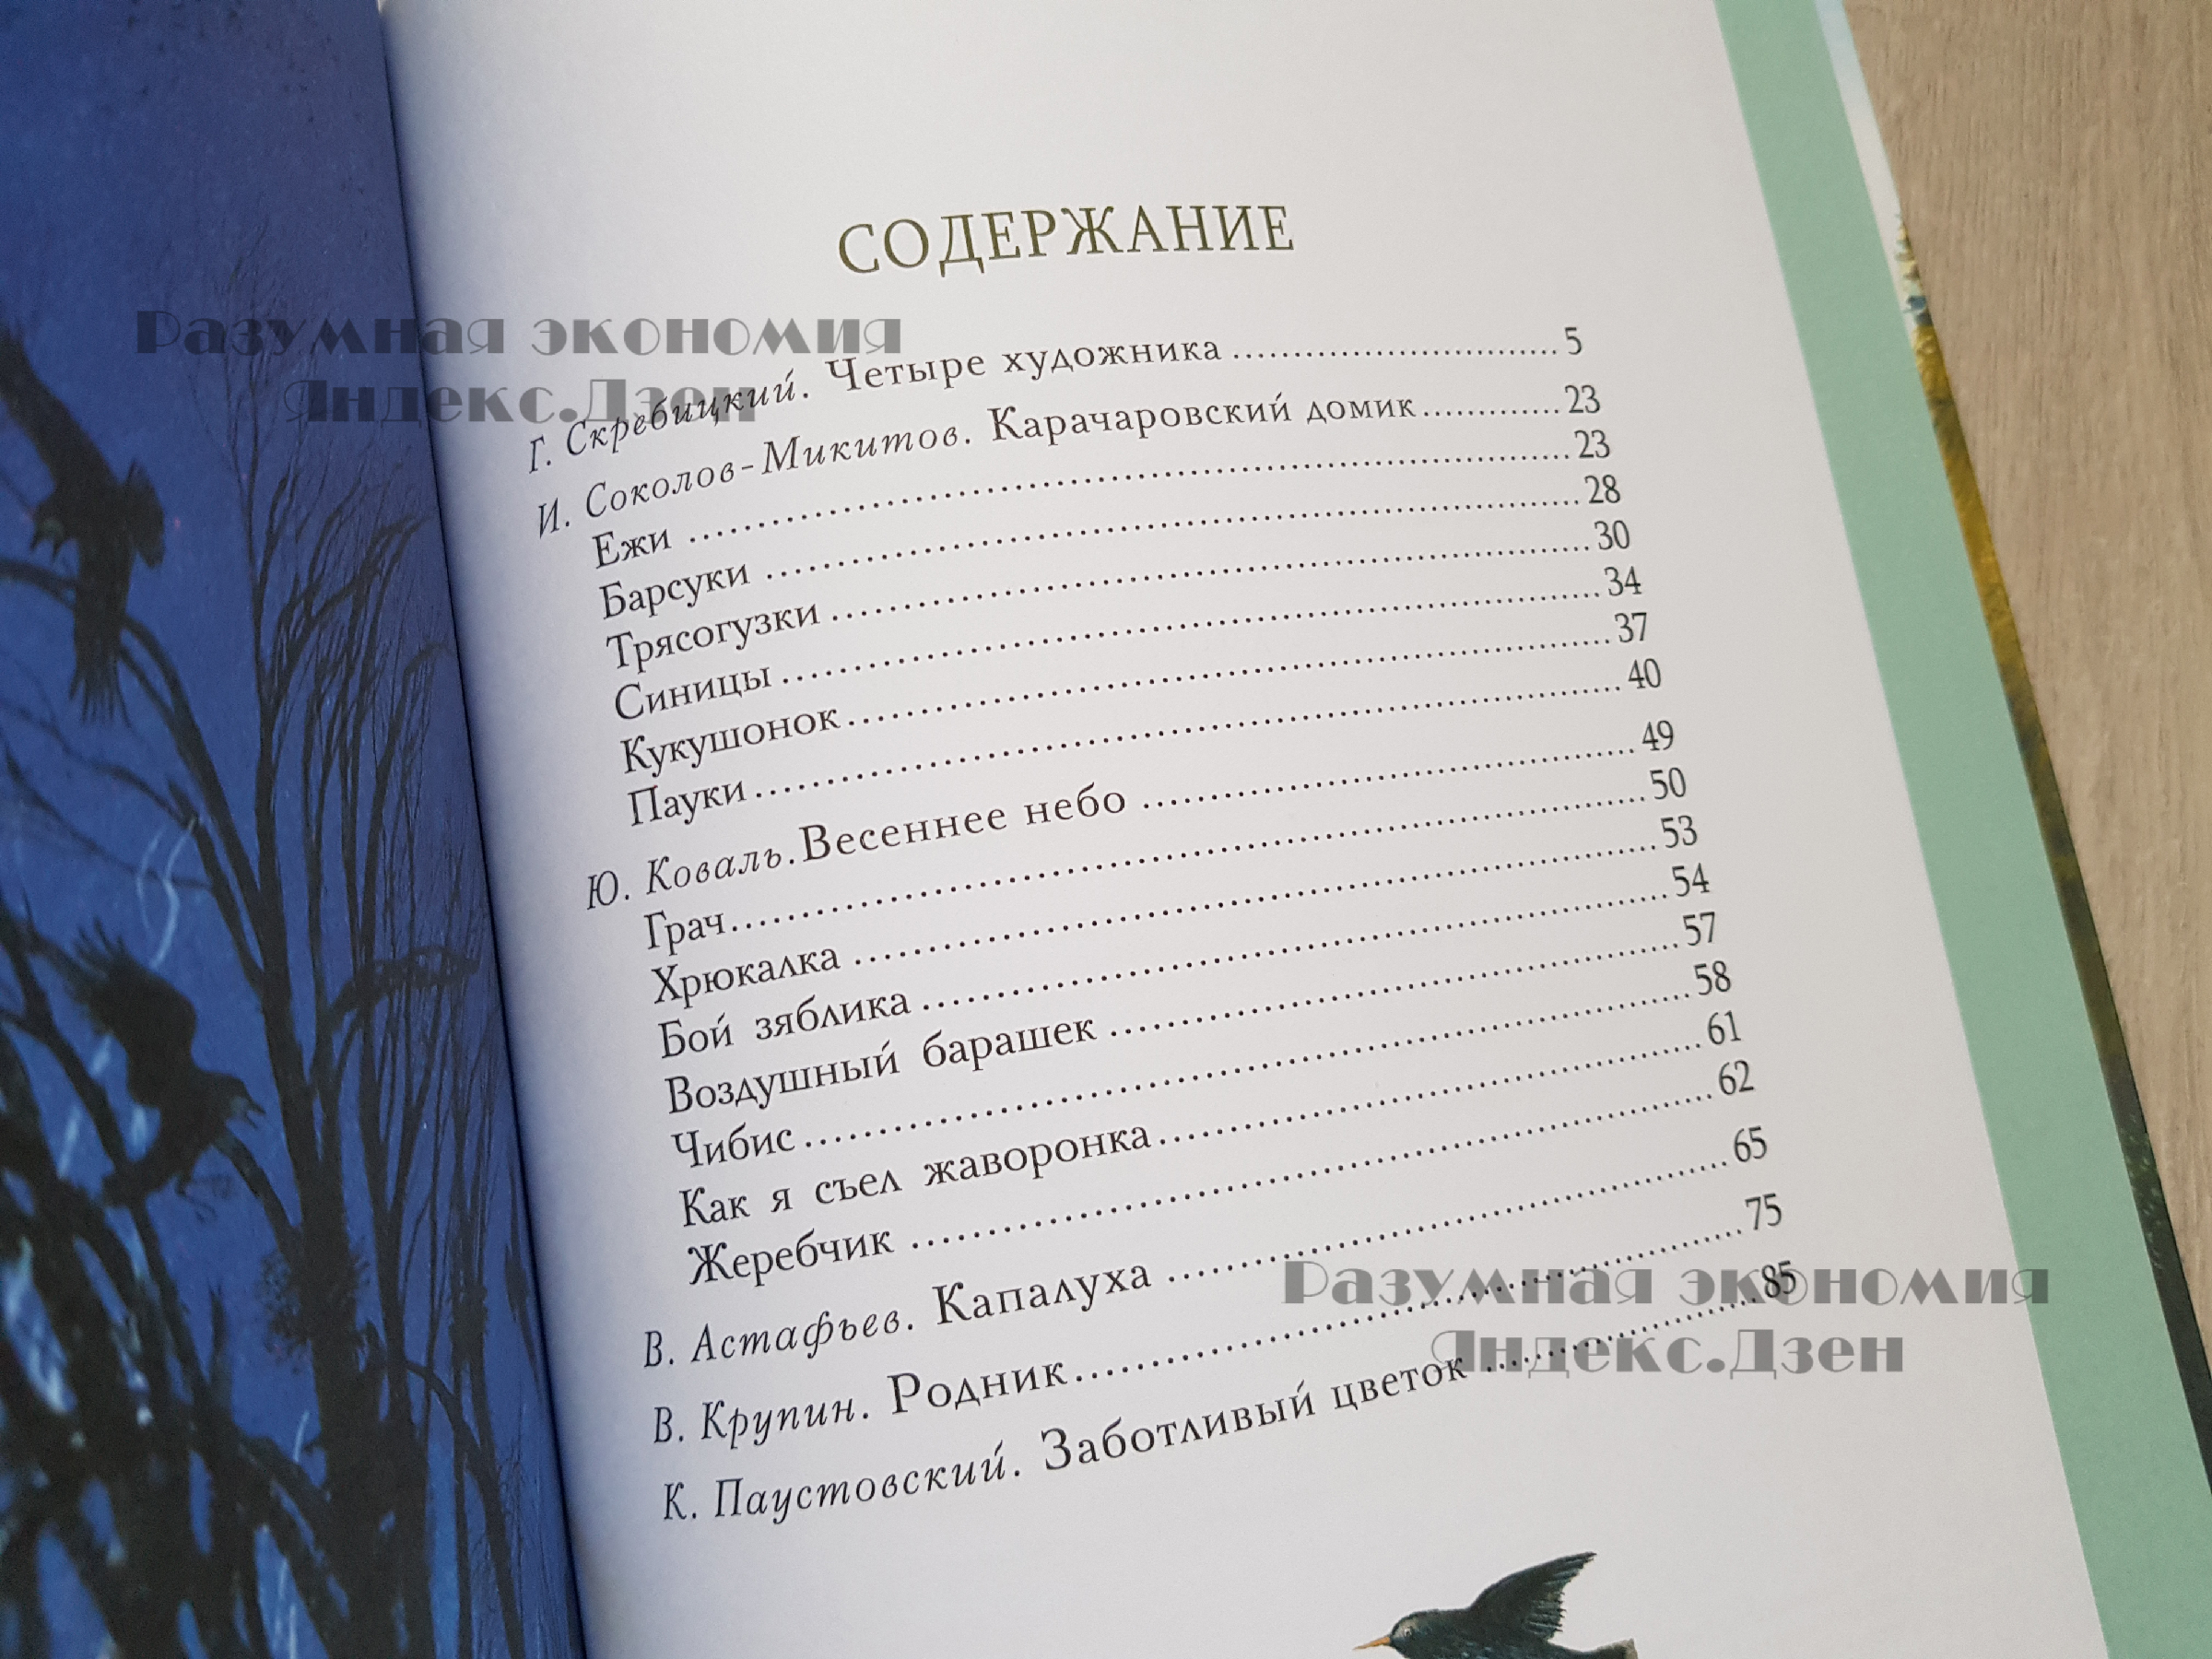 СОДЕРЖАНИЕ
Разумная экономия
Яндекс.Дзен
Г. Скребицкий. Четыре художника .............................. 5
И. Соколов-Микитов. Карачаровский домик ............. 23
Ежи .............................. 23
Барсуки .............................. 28
Трясогузки .............................. 30
Синицы .............................. 34
Кукушонок .............................. 37
Пауки .............................. 40
Ю. Коваль. Весеннее небо .............................. 49
Грач .............................. 50
Хрюкалка .............................. 53
Бой зяблика .............................. 54
Воздушный барашек .............................. 57
Чибис .............................. 58
Как я съел жаворонка .............................. 61
Жеребчик .............................. 62
В. Астафьев. Капалуха .............................. 65
В. Крупин. Родник .............................. 75
К. Паустовский. Заботливый цветок .............................. 85
Разумная экономия
Яндекс.Дзен